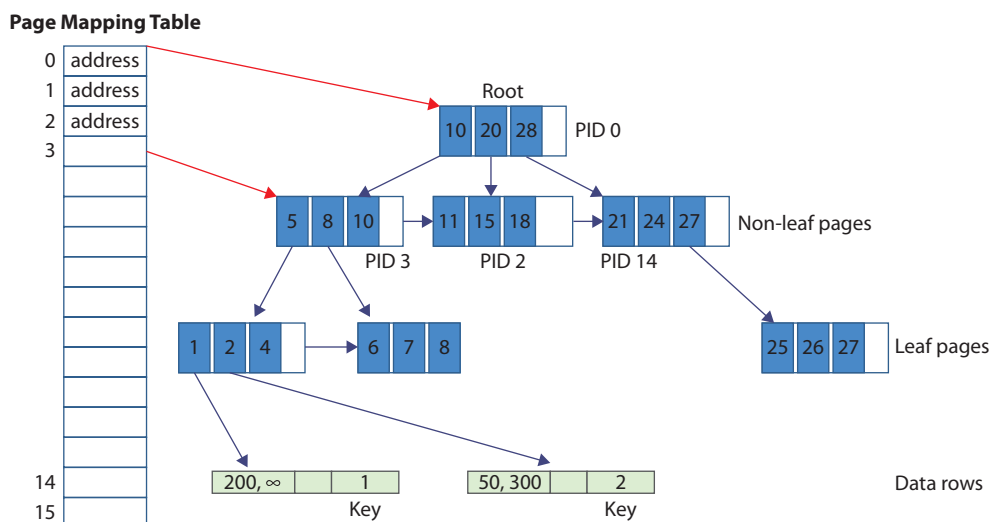 Page Mapping Table
0 address
1 address
2 address
3
Root
10 20 28 PID 0
5 8 10
11 15 18
21 24 27
Non-leaf pages
PID 3
PID 2
PID 14
1 2 4
6 7 8
25 26 27
Leaf pages
14
200, ∞ 1
50, 300 2
Data rows
Key
Key
15